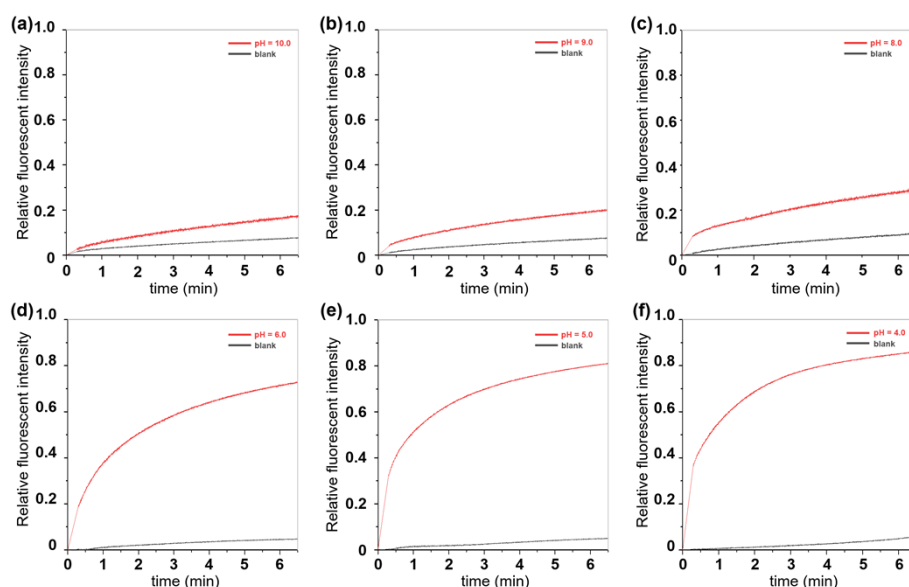 (a)
Relative fluorescent intensity
1.0
0.8
0.6
0.4
0.2
0
pH = 10.0
blank
0 1 2 3 4 5 6
time (min)
(b)
Relative fluorescent intensity
1.0
0.8
0.6
0.4
0.2
0
pH = 9.0
blank
0 1 2 3 4 5 6
time (min)
(c)
Relative fluorescent intensity
1.0
0.8
0.6
0.4
0.2
0
pH = 8.0
blank
0 1 2 3 4 5 6
time (min)
(d)
Relative fluorescent intensity
1.0
0.8
0.6
0.4
0.2
0
pH = 6.0
blank
0 1 2 3 4 5 6
time (min)
(e)
Relative fluorescent intensity
1.0
0.8
0.6
0.4
0.2
0
pH = 5.0
blank
0 1 2 3 4 5 6
time (min)
(f)
Relative fluorescent intensity
1.0
0.8
0.6
0.4
0.2
0
pH = 4.0
blank
0 1 2 3 4 5 6
time (min)